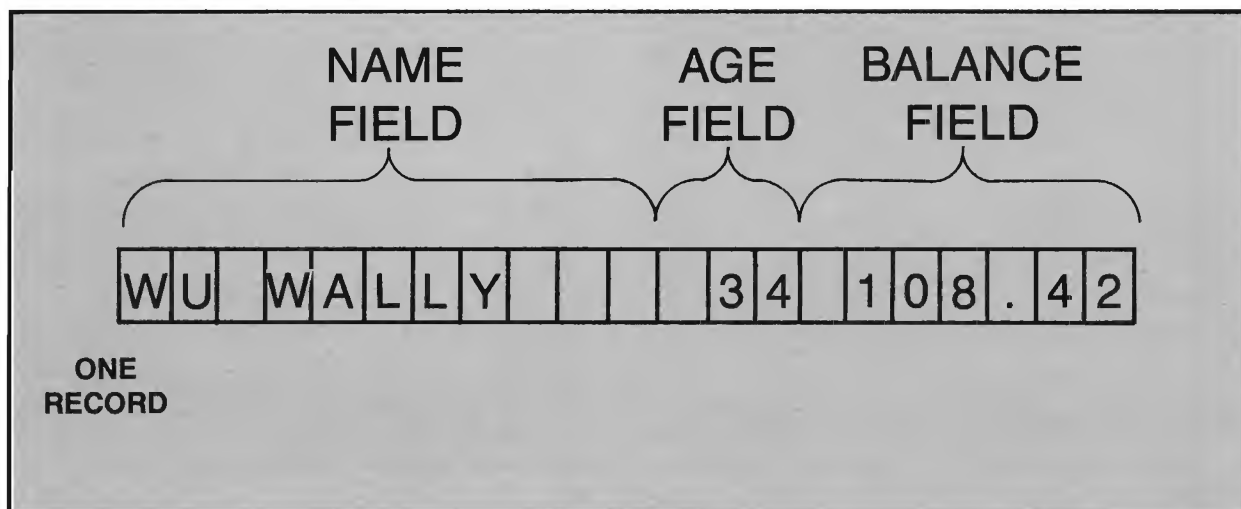 NAME FIELD AGE FIELD BALANCE FIELD
WU WALLY 34 108.42
ONE
RECORD